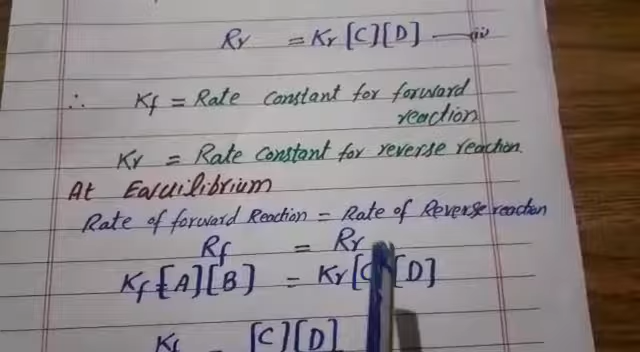 Rr = Kr [C][D] — (ii)
∴ Kf = Rate constant for forward
reaction
Kr = Rate constant for reverse reaction.
At Equilibrium
Rate of forward Reaction = Rate of Reverse reaction
Rf = Rr
Kf [A][B] = Kr [C][D]
[C][D]